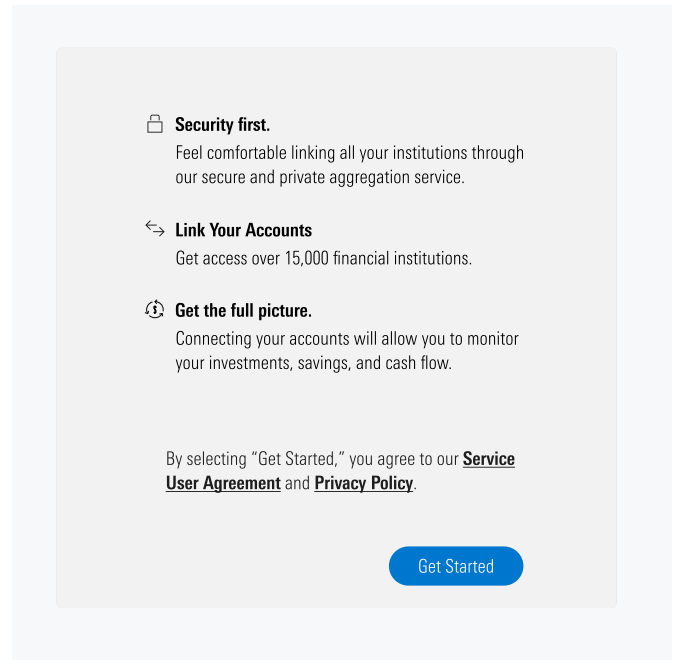 Security first.
Feel comfortable linking all your institutions through
our secure and private aggregation service.
Link Your Accounts
Get access over 15,000 financial institutions.
Get the full picture.
Connecting your accounts will allow you to monitor
your investments, savings, and cash flow.
By selecting “Get Started,” you agree to our Service
User Agreement and Privacy Policy.
Get Started